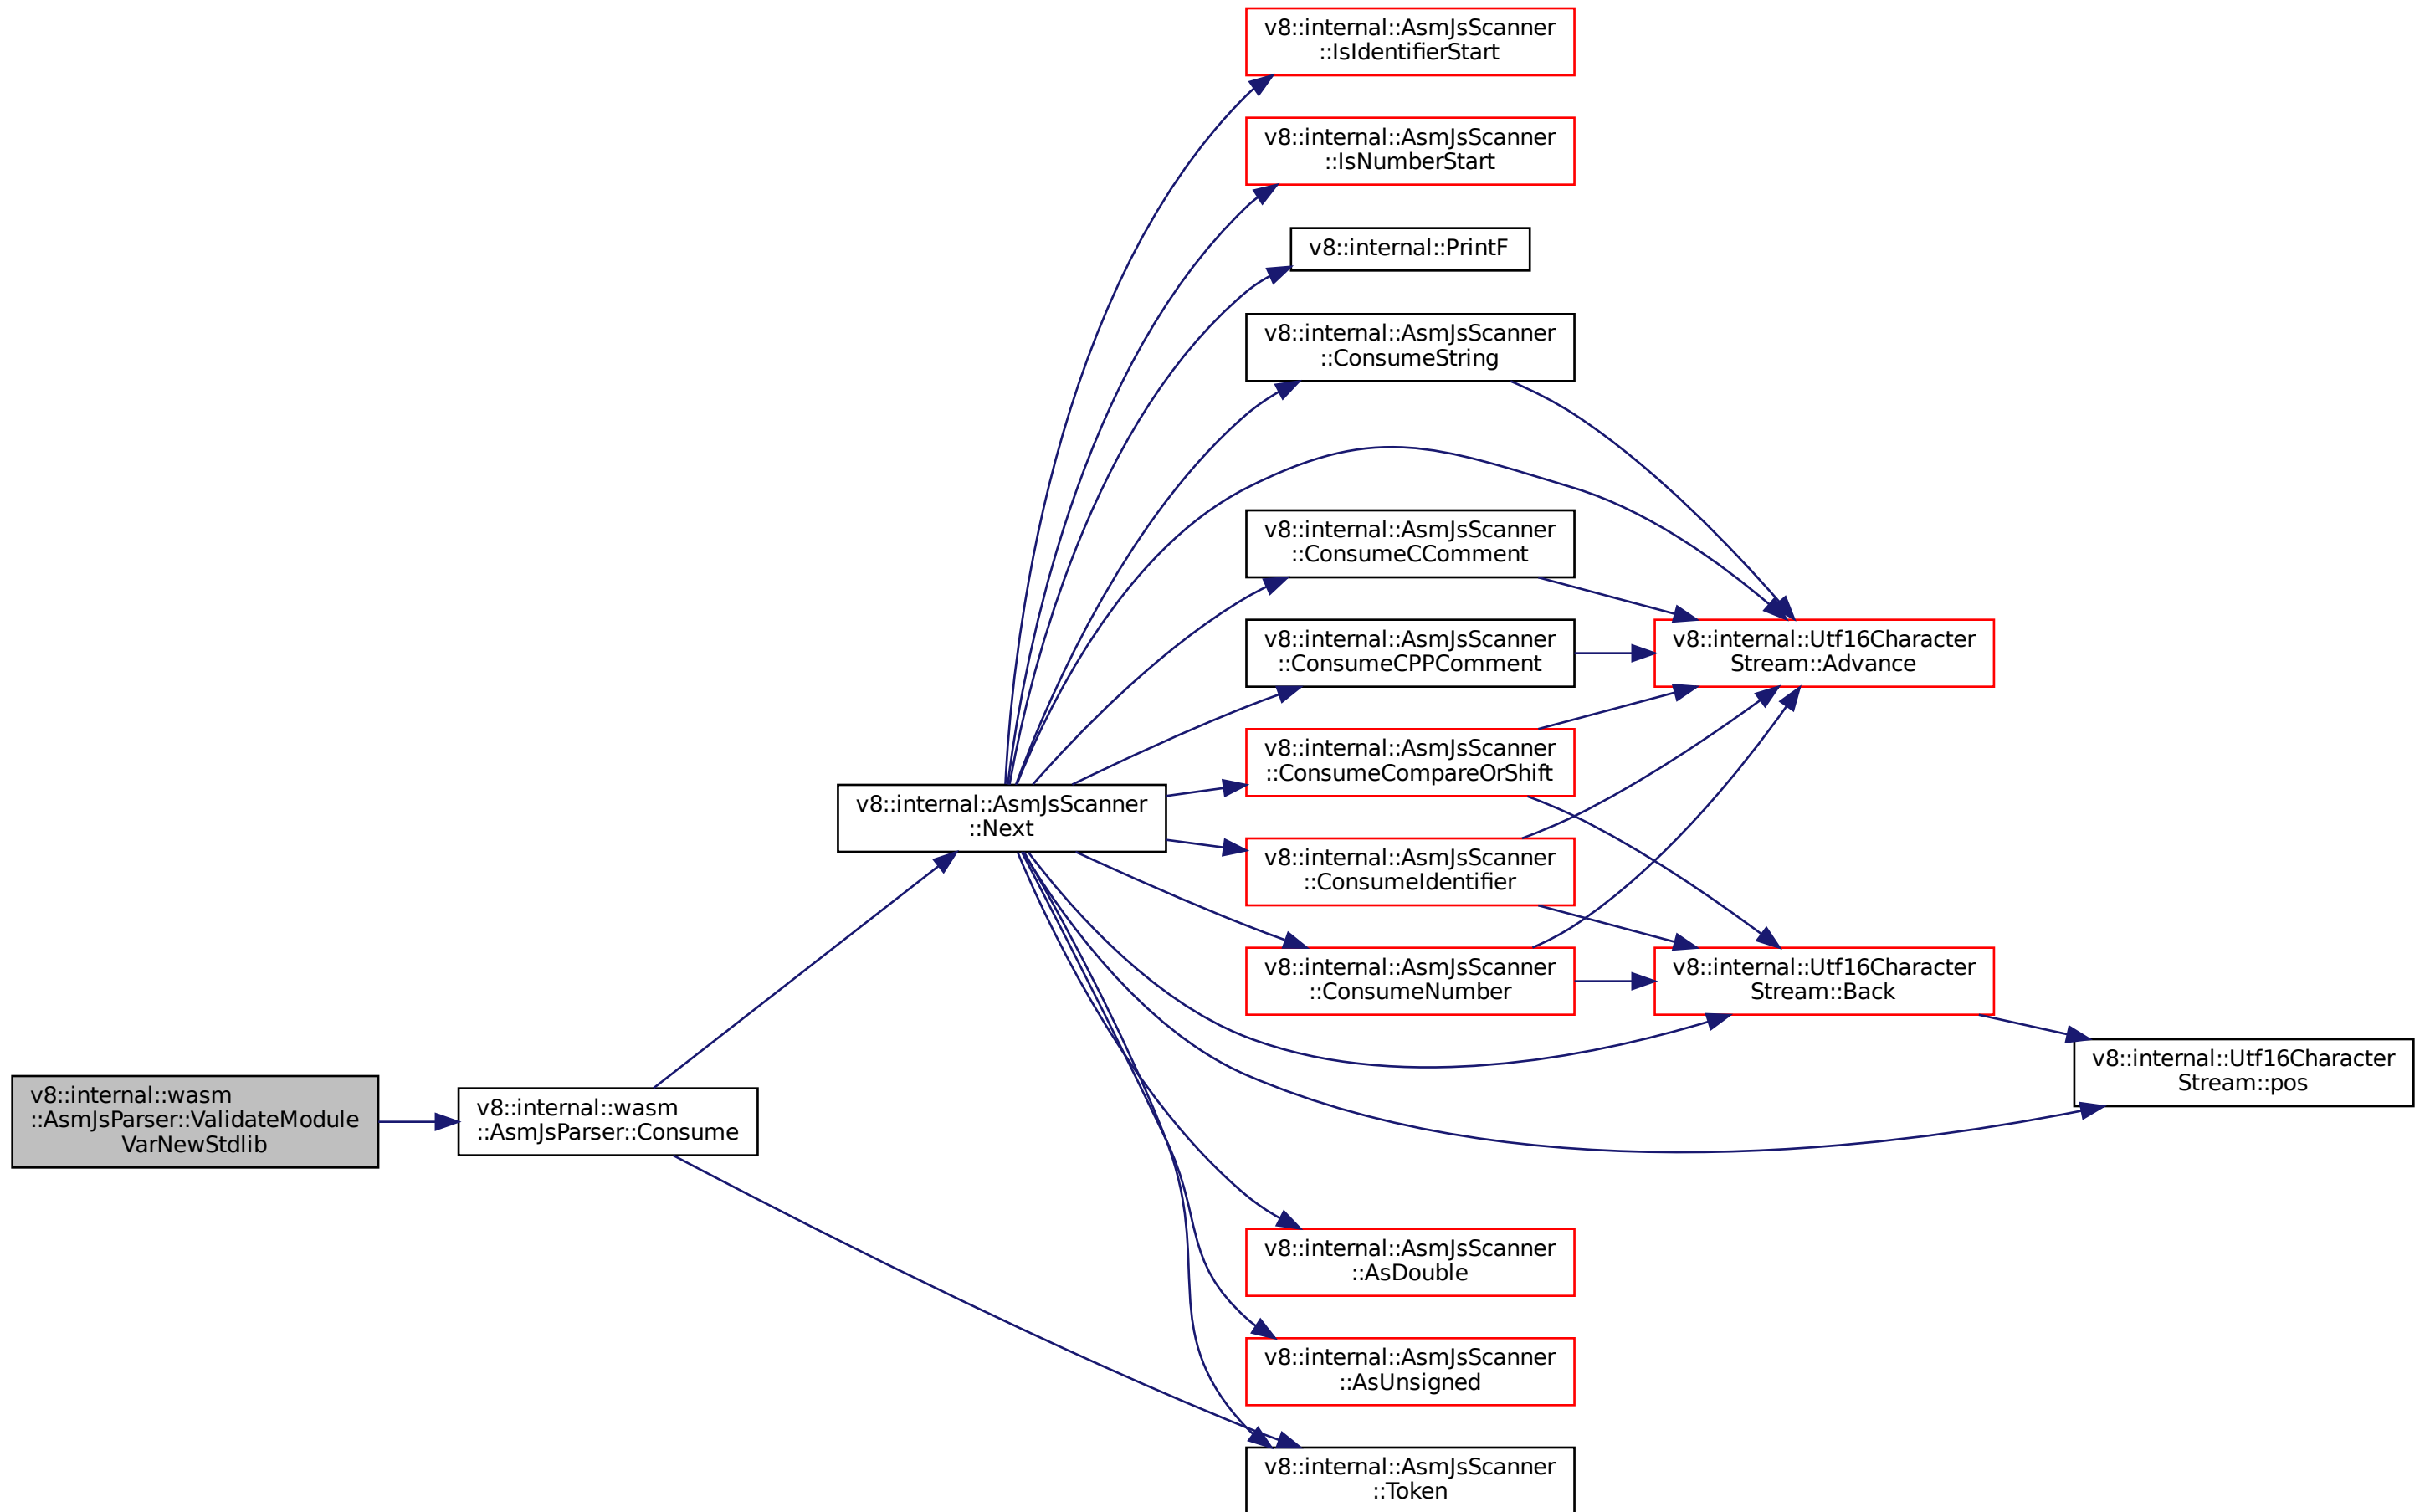 v8::internal::AsmJsScanner
::IsIdentifierStart
v8::internal::AsmJsScanner
::IsNumberStart
v8::internal::PrintF
v8::internal::AsmJsScanner
::ConsumeString
v8::internal::AsmJsScanner
::ConsumeCComment
v8::internal::AsmJsScanner
::ConsumeCPPComment
v8::internal::Utf16Character
Stream::Advance
v8::internal::AsmJsScanner
::ConsumeCompareOrShift
v8::internal::AsmJsScanner
::Next
v8::internal::AsmJsScanner
::ConsumeIdentifier
v8::internal::AsmJsScanner
::ConsumeNumber
v8::internal::Utf16Character
Stream::Back
v8::internal::Utf16Character
Stream::pos
v8::internal::wasm
::AsmJsParser::ValidateModule
VarNewStdlib
v8::internal::wasm
::AsmJsParser::Consume
v8::internal::AsmJsScanner
::AsDouble
v8::internal::AsmJsScanner
::AsUnsigned
v8::internal::AsmJsScanner
::Token